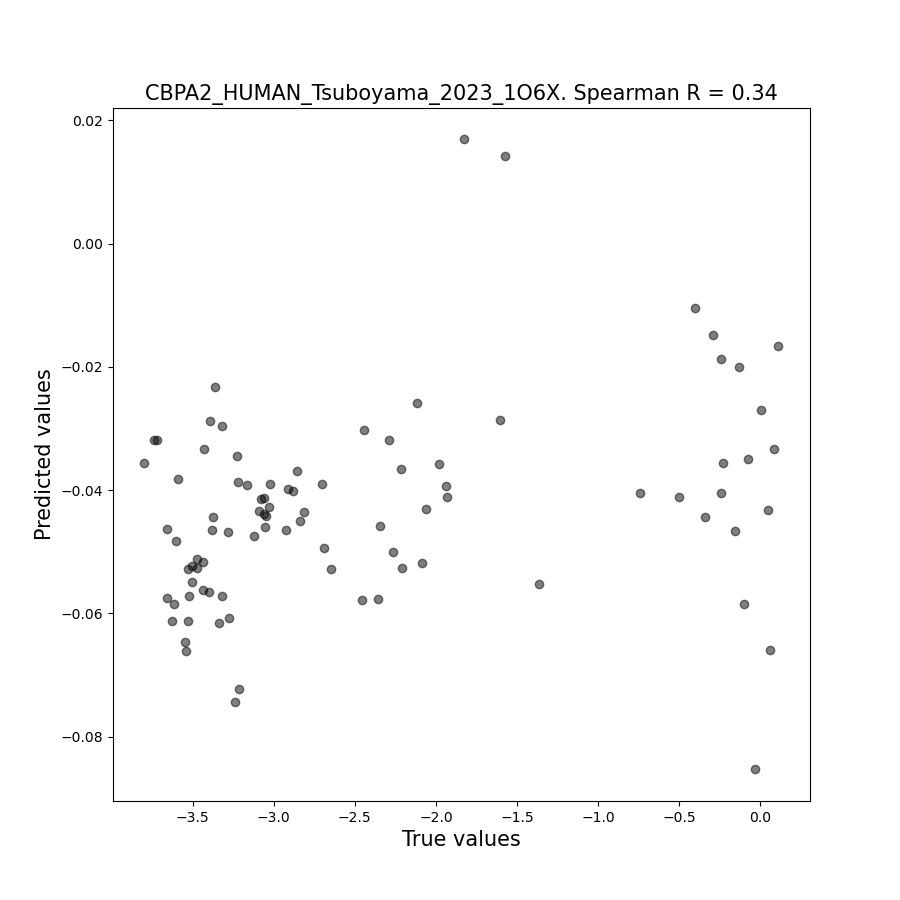 CBPA2_HUMAN_Tsuboyama_2023_1O6X. Spearman R = 0.34
0.02
0.00
−0.02
−0.04
−0.06
−0.08
Predicted values
−3.5 −3.0 −2.5 −2.0 −1.5 −1.0 −0.5 0.0
True values